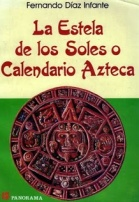 Fernando Díaz Infante
La Estela
de los Soles o
Calendario Azteca
PANORAMA